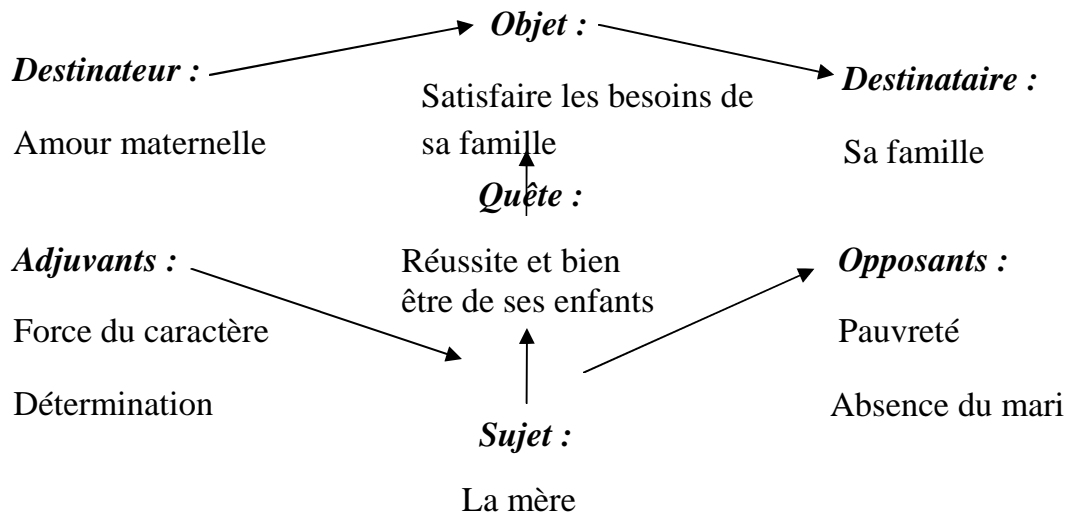 Objet :
Destinateur :
Destinataire :
Satisfaire les besoins de
sa famille
Amour maternelle
Sa famille
Quête :
Adjuvants :
Réussite et bien
être de ses enfants
Opposants :
Force du caractère
Pauvreté
Détermination
Absence du mari
Sujet :
La mère